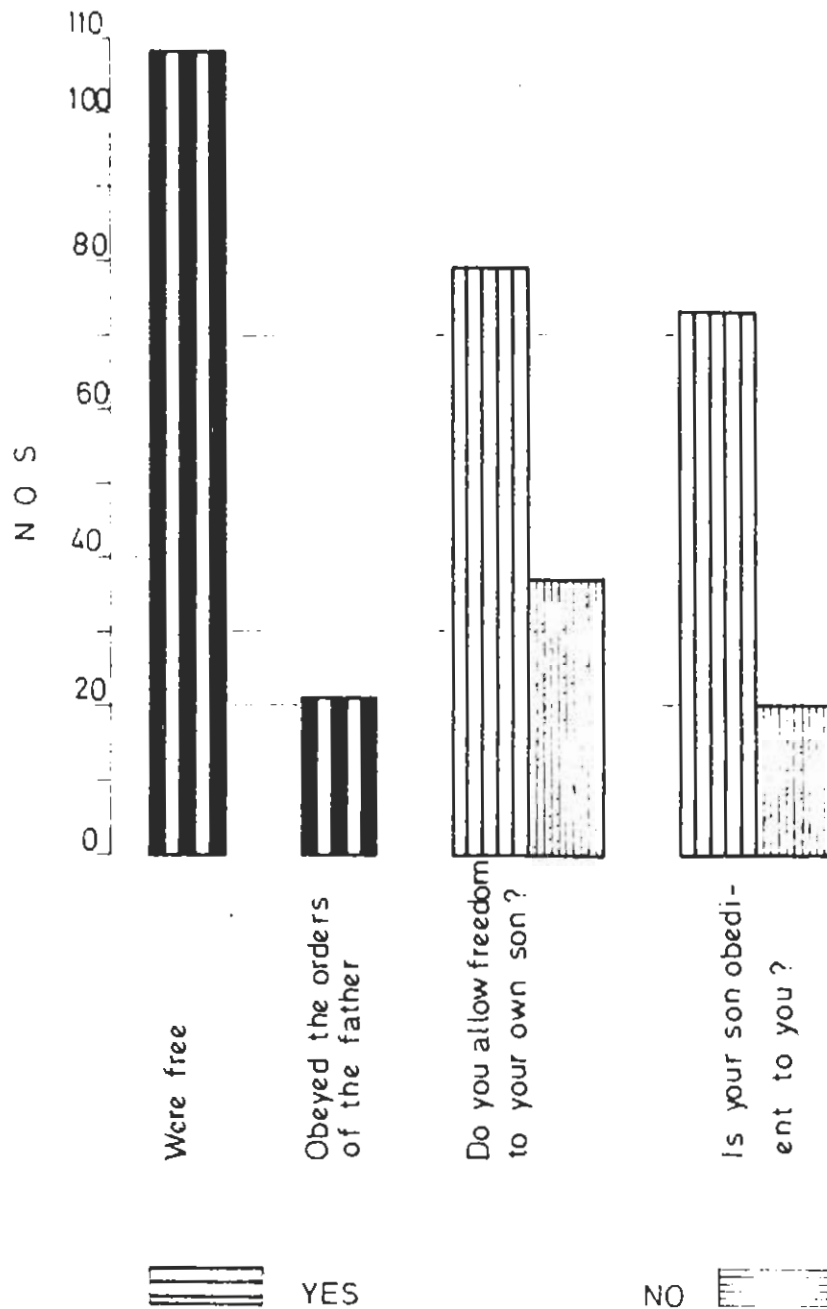 110
100
80
60
40
20
0
N O S
Were free
Obeyed the orders
of the father
Do you allow freedom
to your own son?
Is your son obedi-
ent to you?
YES
NO